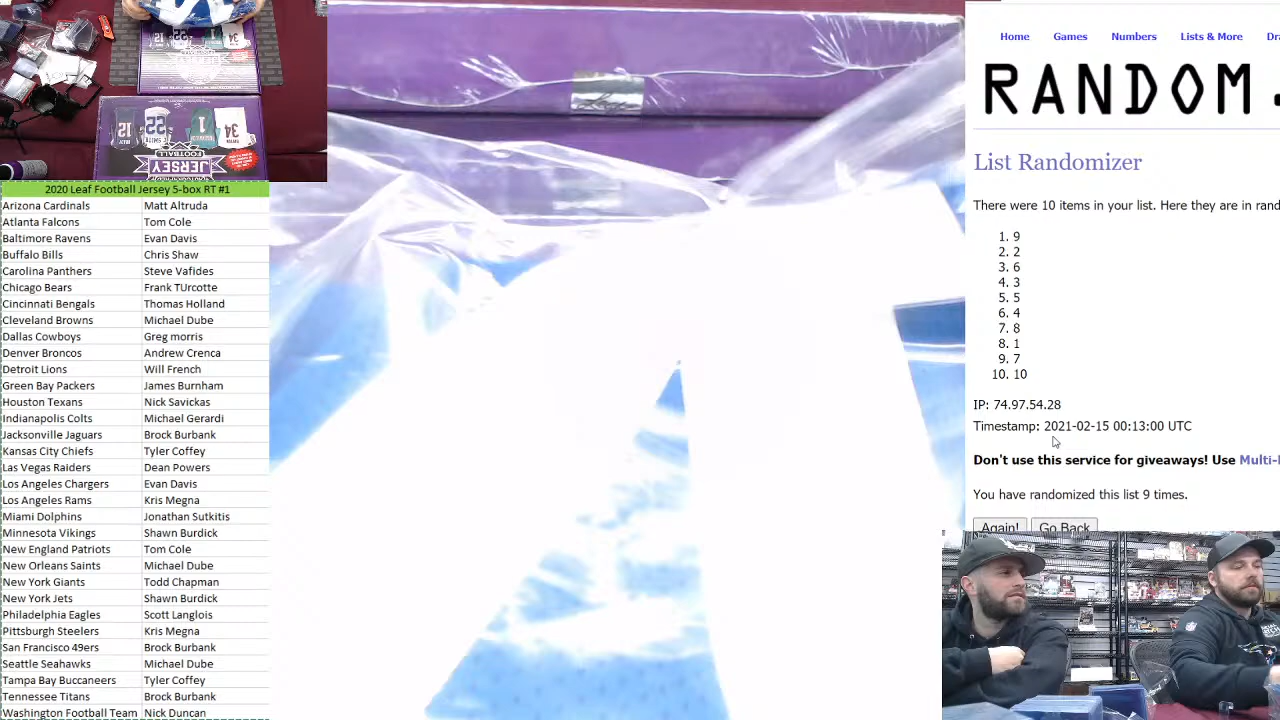 12 22 1 34
FOOTBALL
JERSEY
2020 Leaf Football Jersey 5-box RT #1
Arizona Cardinals Matt Altruda
Atlanta Falcons Tom Cole
Baltimore Ravens Evan Davis
Buffalo Bills Chris Shaw
Carolina Panthers Steve Vafides
Chicago Bears Frank TUrcotte
Cincinnati Bengals Thomas Holland
Cleveland Browns Michael Dube
Dallas Cowboys Greg morris
Denver Broncos Andrew Crenca
Detroit Lions Will French
Green Bay Packers James Burnham
Houston Texans Nick Savickas
Indianapolis Colts Michael Gerardi
Jacksonville Jaguars Brock Burbank
Kansas City Chiefs Tyler Coffey
Las Vegas Raiders Dean Powers
Los Angeles Chargers Evan Davis
Los Angeles Rams Kris Megna
Miami Dolphins Jonathan Sutkitis
Minnesota Vikings Shawn Burdick
New England Patriots Tom Cole
New Orleans Saints Michael Dube
New York Giants Todd Chapman
New York Jets Shawn Burdick
Philadelphia Eagles Scott Langlois
Pittsburgh Steelers Kris Megna
San Francisco 49ers Brock Burbank
Seattle Seahawks Michael Dube
Tampa Bay Buccaneers Tyler Coffey
Tennessee Titans Brock Burbank
Washington Football Team Nick Duncan
Home Games Numbers Lists & More Dra
RANDOM.
List Randomizer
There were 10 items in your list. Here they are in rand
1. 9
2. 2
3. 6
4. 3
5. 5
6. 4
7. 8
8. 1
9. 7
10. 10
IP: 74.97.54.28
Timestamp: 2021-02-15 00:13:00 UTC
Don't use this service for giveaways! Use Multi-
You have randomized this list 9 times.
Again! Go Back